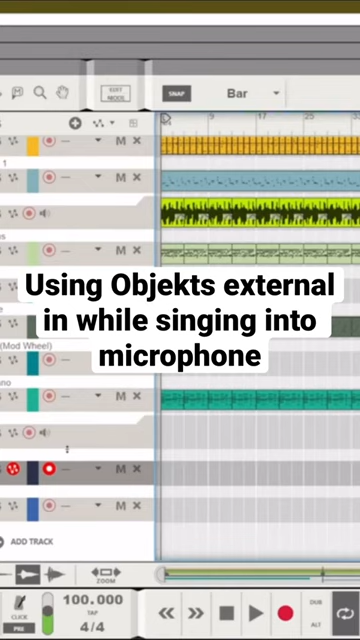 EDIT
MODE
SNAP
Bar
9
17
25
33
1
M
M
M
Using Objekts external
in while singing into
microphone
(Mod Wheel)
M
M
M
M
ADD TRACK
ZOOM
CLICK
PRE
100.000
TAP
4/4
DUB
ALT